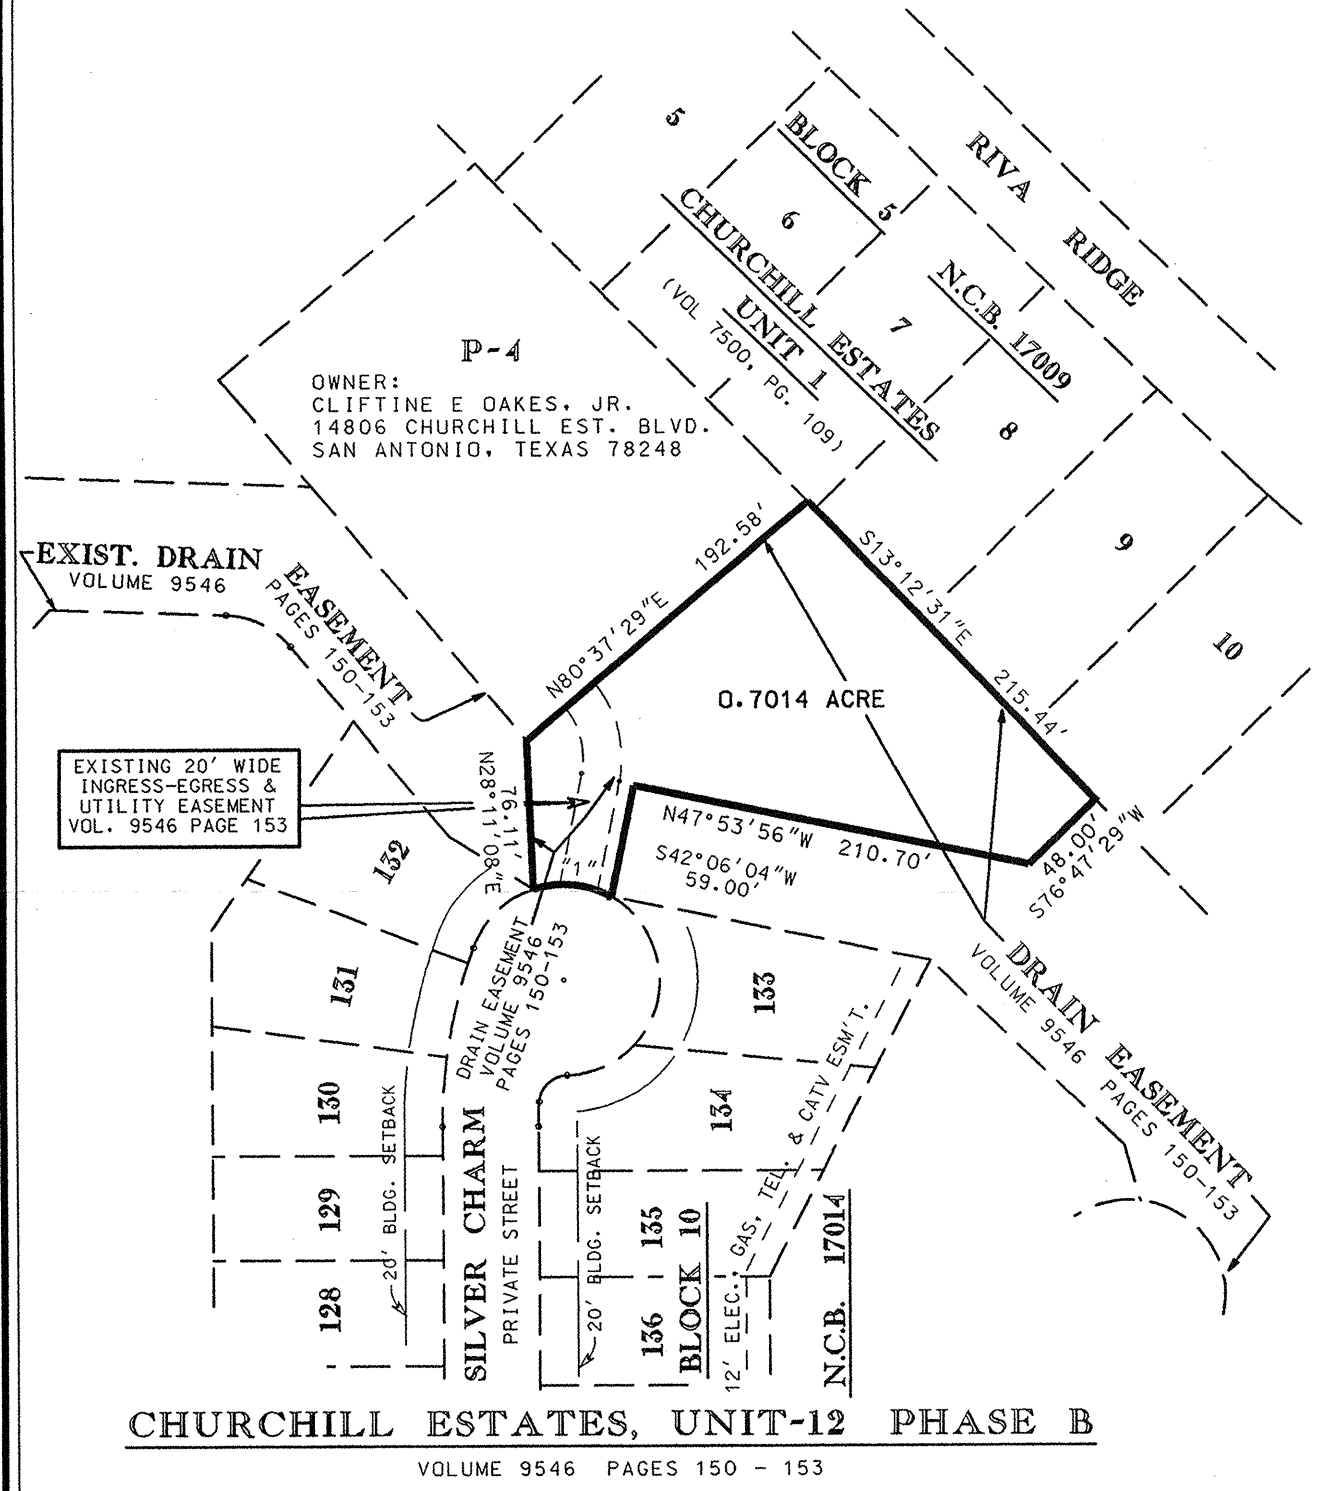 5
BLOCK 5
6
RIVA
RIDGE
CHURCHILL ESTATES
UNIT 1
(VOL 7500, PG. 109)
7
N.C.B. 17009
8
9
10
P-4
OWNER:
CLIFTINE E OAKES, JR.
14806 CHURCHILL EST. BLVD.
SAN ANTONIO, TEXAS 78248
EXIST. DRAIN
VOLUME 9546
EASEMENT
PAGES 150-153
N80°37'29"E 192.58'
S13°12'31"E 215.44'
0.7014 ACRE
EXISTING 20' WIDE
INGRESS-EGRESS &
UTILITY EASEMENT
VOL. 9546 PAGE 153
N28°11'08"E
76.11'
"1"
N47°53'56"W 210.70'
S42°06'04"W
59.00'
48.00'
S76°47'29"W
132
131
130
129
128
DRAIN EASEMENT
VOLUME 9546
PAGES 150-153
133
134
135
136
20' BLDG. SETBACK
SILVER CHARM
PRIVATE STREET
20' BLDG. SETBACK
BLOCK 10
12' ELEC., GAS, TEL. & CATV ESM'T.
N.C.B. 17014
DRAIN EASEMENT
VOLUME 9546 PAGES 150-153
CHURCHILL ESTATES, UNIT-12 PHASE B
VOLUME 9546 PAGES 150 - 153